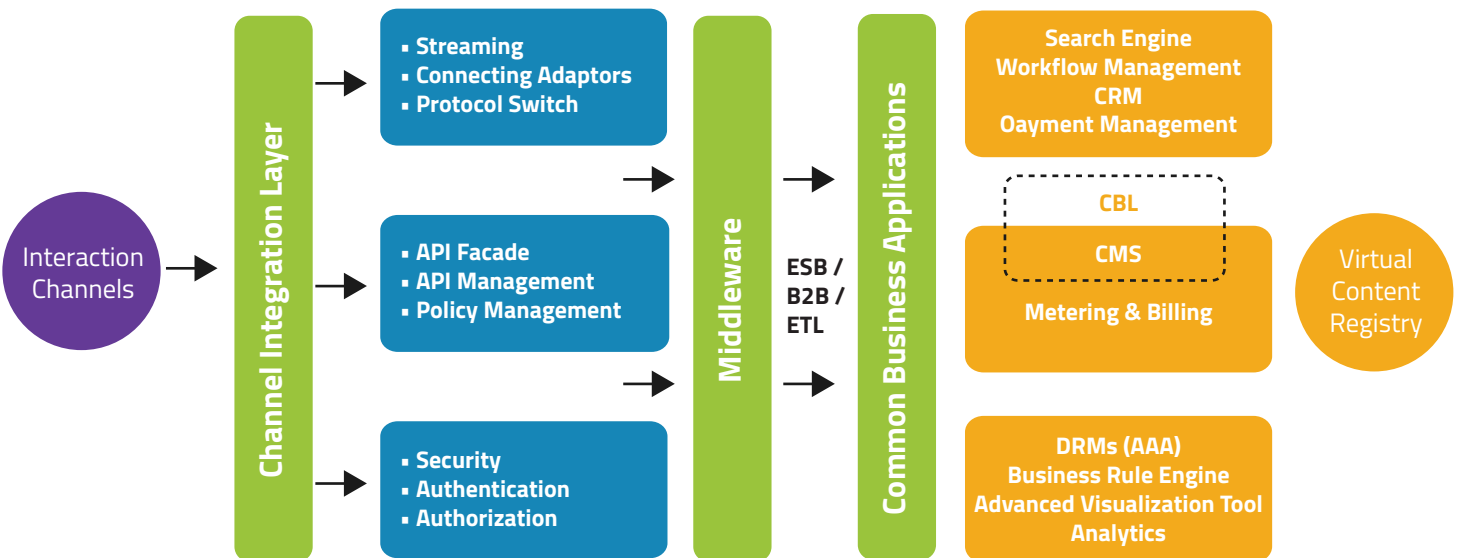 Interaction
Channels
Channel Integration Layer
▪ Streaming
▪ Connecting Adaptors
▪ Protocol Switch
▪ API Facade
▪ API Management
▪ Policy Management
▪ Security
▪ Authentication
▪ Authorization
Middleware
ESB /
B2B /
ETL
Common Business Applications
Search Engine
Workflow Management
CRM
Oayment Management
CBL
CMS
Metering & Billing
DRMs (AAA)
Business Rule Engine
Advanced Visualization Tool
Analytics
Virtual
Content
Registry